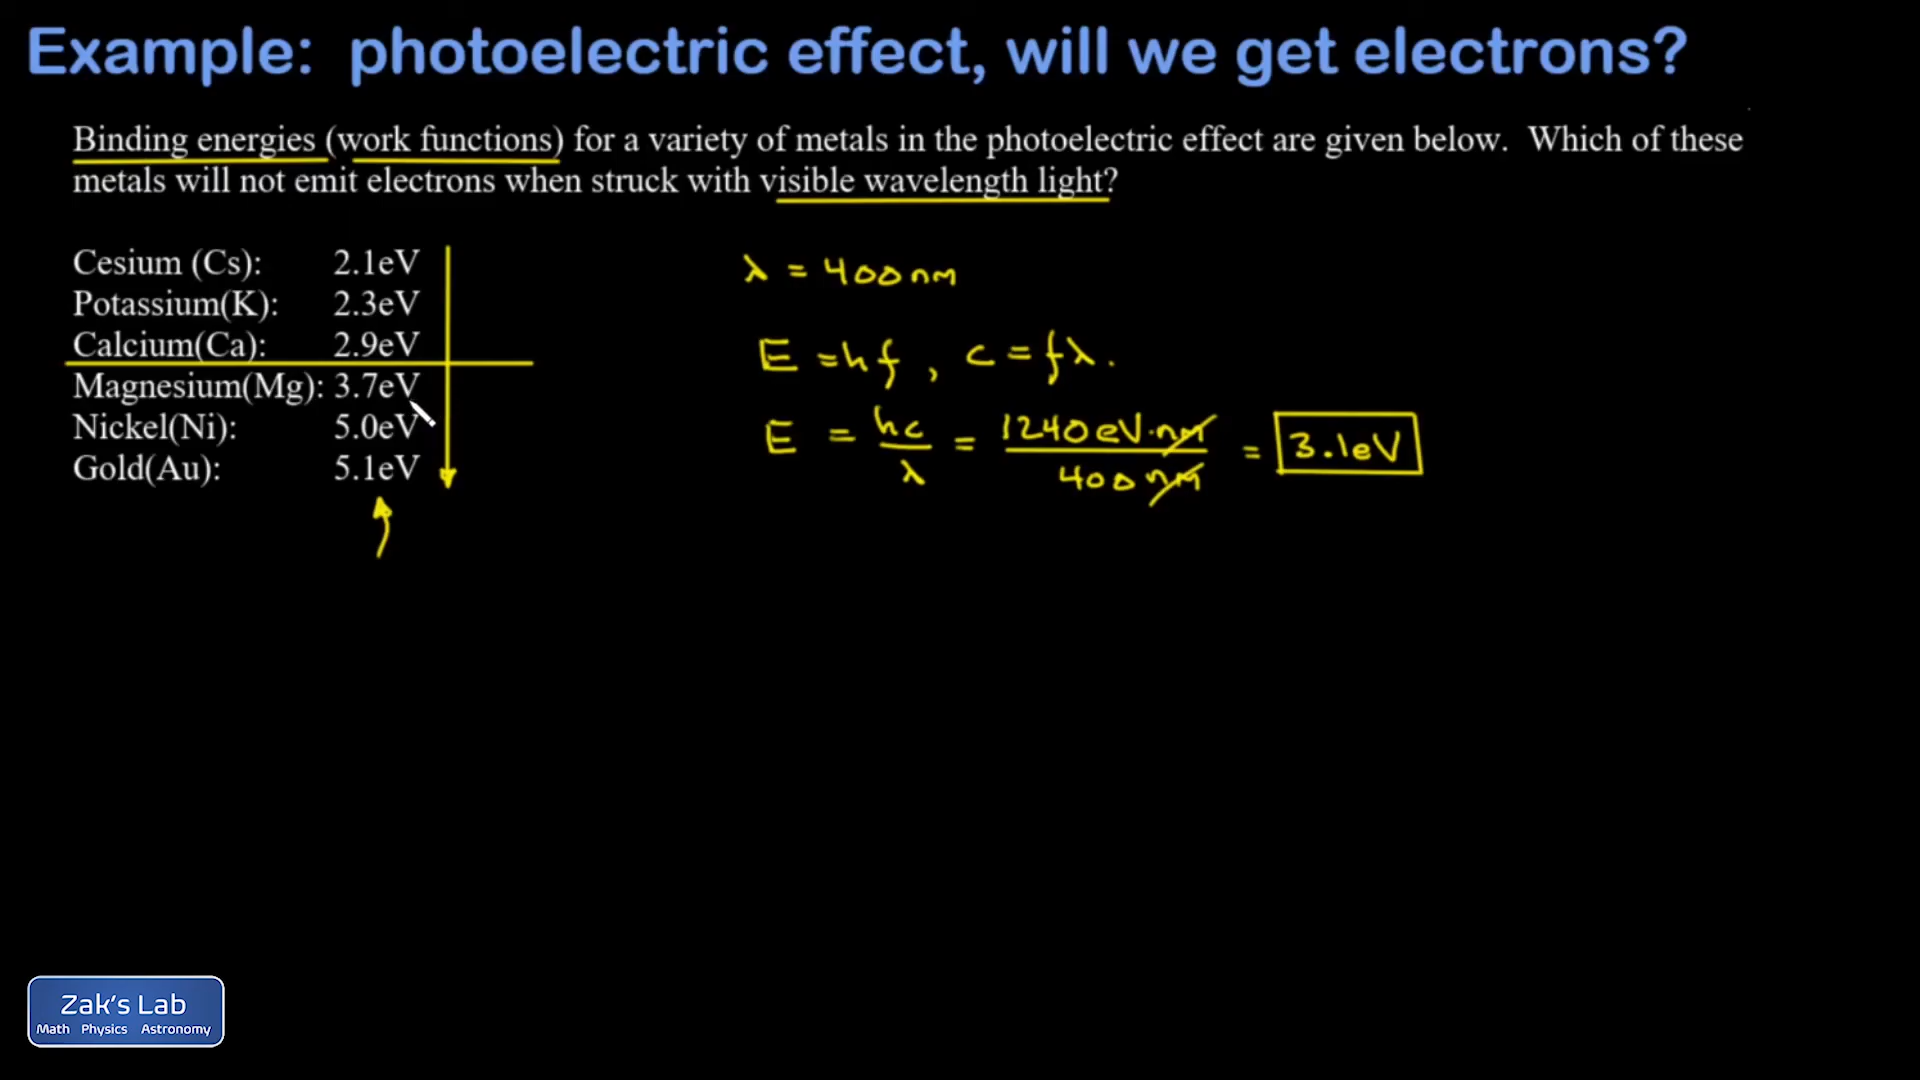 Example: photoelectric effect, will we get electrons?
Binding energies (work functions) for a variety of metals in the photoelectric effect are given below. Which of these
metals will not emit electrons when struck with visible wavelength light?
Cesium (Cs): 2.1eV
Potassium(K): 2.3eV
Calcium(Ca): 2.9eV
Magnesium(Mg): 3.7eV
Nickel(Ni): 5.0eV
Gold(Au): 5.1eV
λ = 400nm
E = hf, c = fλ.
E = hc/λ = 1240eV·nm/400nm = 3.1eV
Zak's Lab
Math Physics Astronomy